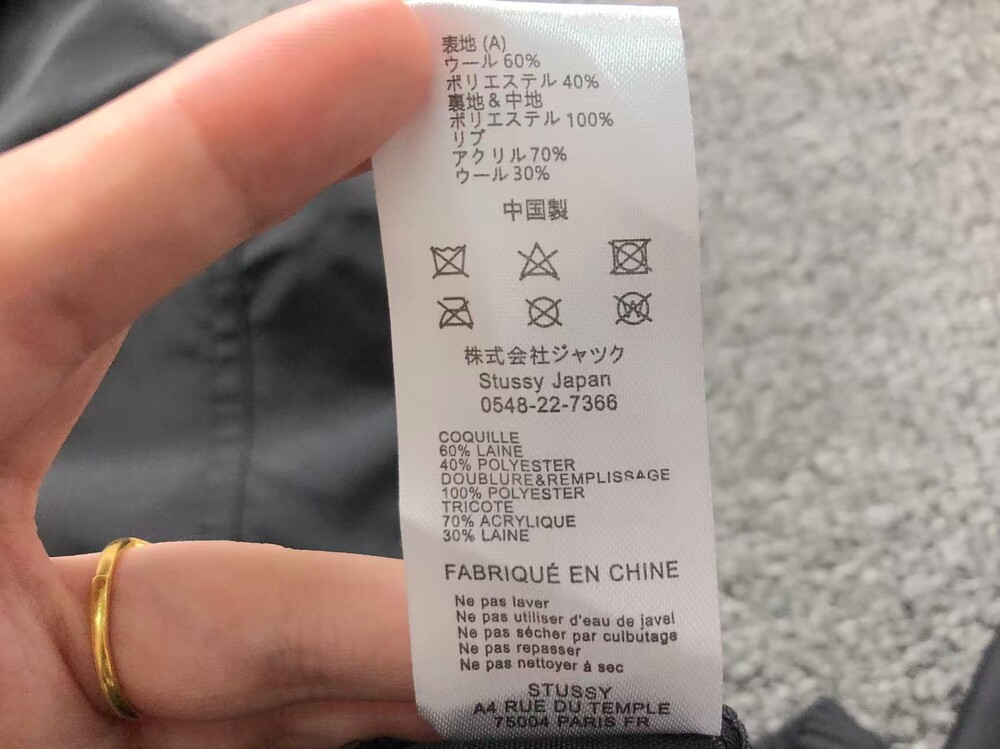 表地 (A)
ウール 60%
ポリエステル 40%
裏地 & 中地
ポリエステル 100%
リブ
アクリル 70%
ウール 30%
中国製
株式会社ジャツク
Stussy Japan
0548-22-7366
COQUILLE
60% LAINE
40% POLYESTER
DOUBLURE&REMPLISSAGE
100% POLYESTER
TRICOTE
70% ACRYLIQUE
30% LAINE
FABRIQUÉ EN CHINE
Ne pas laver
Ne pas utiliser d'eau de javel
Ne pas sécher par culbutage
Ne pas repasser
Ne pas nettoyer à sec
STUSSY
A4 RUE DU TEMPLE
75004 PARIS FR